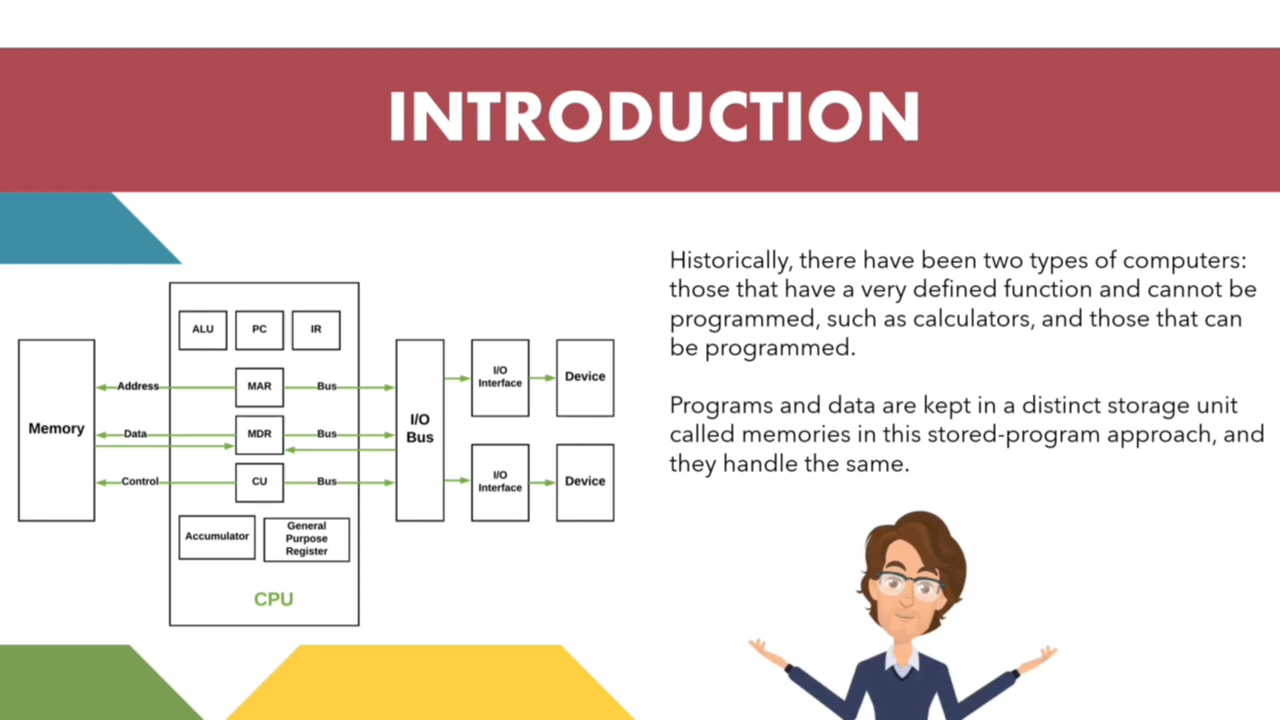 INTRODUCTION
Historically, there have been two types of computers:
those that have a very defined function and cannot be
programmed, such as calculators, and those that can
be programmed.
Programs and data are kept in a distinct storage unit
called memories in this stored-program approach, and
they handle the same.
Memory
Address
Data
Control
ALU
PC
IR
MAR
MDR
CU
Accumulator
General
Purpose
Register
CPU
Bus
Bus
Bus
I/O
Bus
I/O
Interface
Device
I/O
Interface
Device